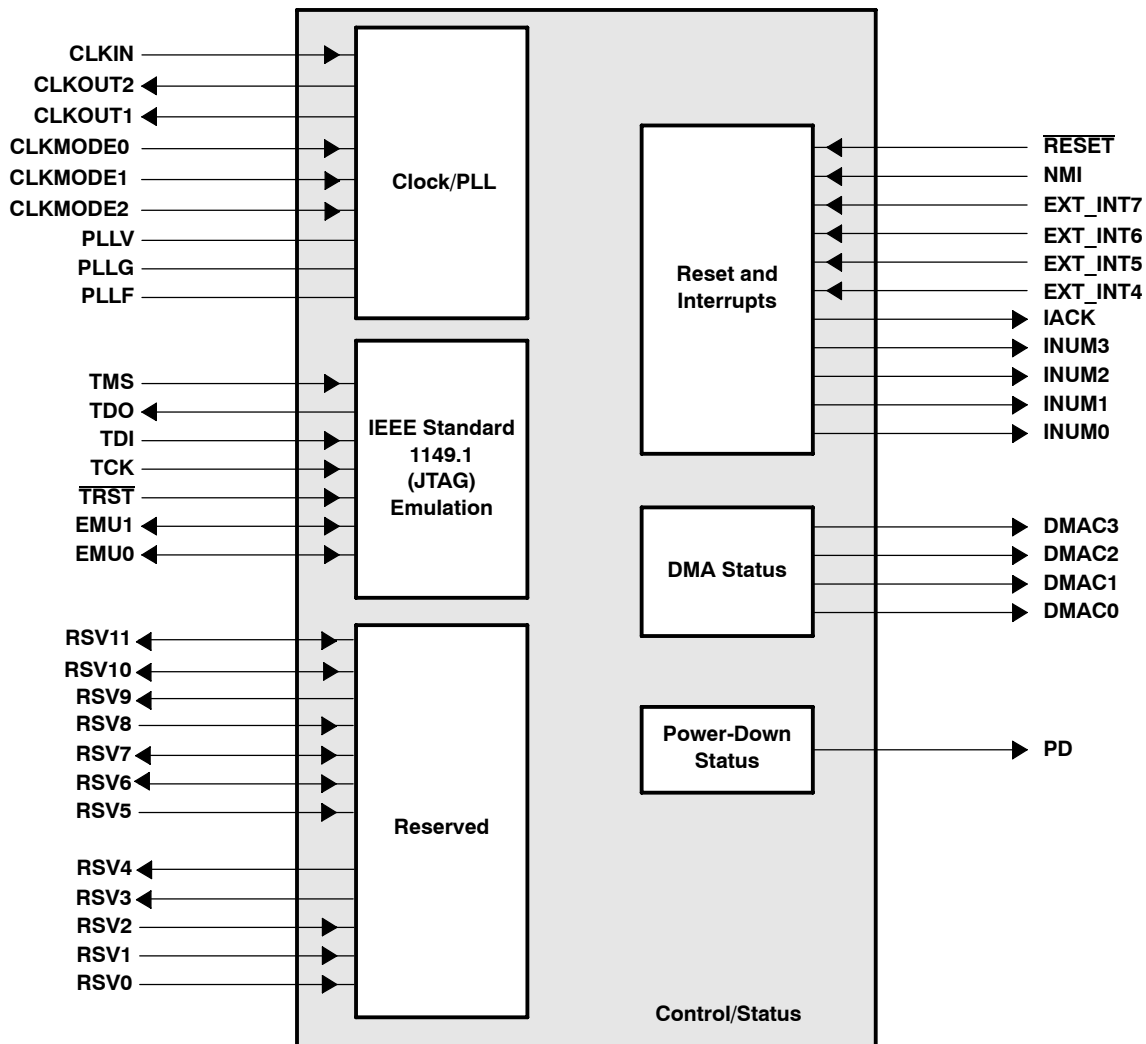 CLKIN
CLKOUT2
CLKOUT1
CLKMODE0
CLKMODE1
CLKMODE2
PLLV
PLLG
PLLF
Clock/PLL
TMS
TDO
TDI
TCK
T̅R̅S̅T̅
EMU1
EMU0
IEEE Standard
1149.1
(JTAG)
Emulation
RSV11
RSV10
RSV9
RSV8
RSV7
RSV6
RSV5
RSV4
RSV3
RSV2
RSV1
RSV0
Reserved
Reset and
Interrupts
R̅E̅S̅E̅T̅
NMI
EXT_INT7
EXT_INT6
EXT_INT5
EXT_INT4
IACK
INUM3
INUM2
INUM1
INUM0
DMA Status
DMAC3
DMAC2
DMAC1
DMAC0
Power-Down
Status
PD
Control/Status